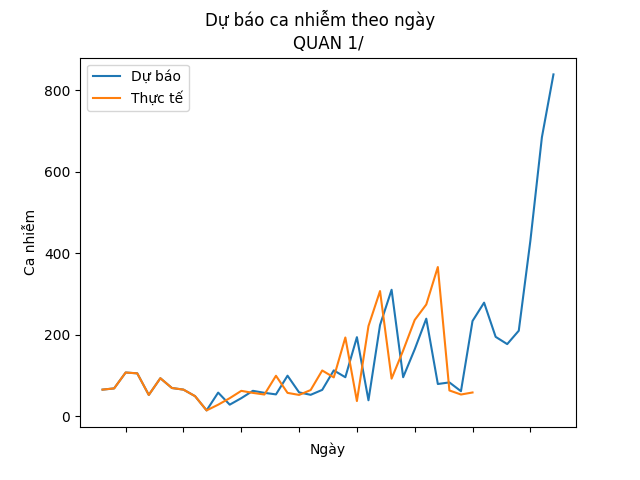 Dự báo ca nhiễm theo ngày
QUAN 1/
Dự báo
Thực tế
800
600
400
200
0
Ca nhiễm
Ngày